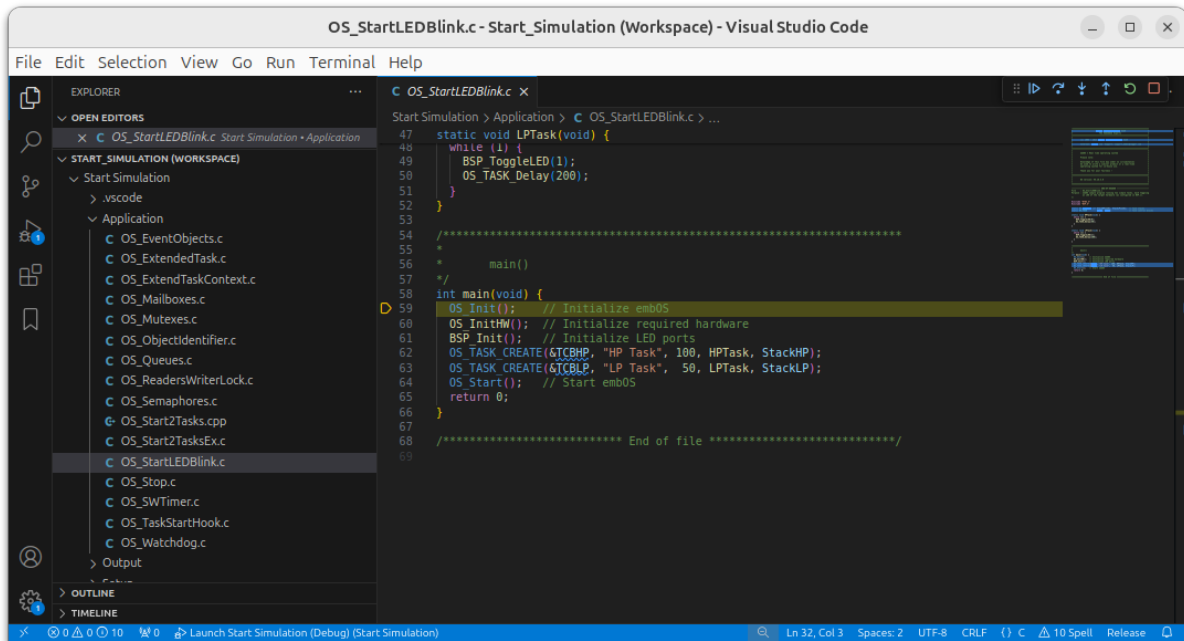 OS_StartLEDBlink.c - Start_Simulation (Workspace) - Visual Studio Code
File Edit Selection View Go Run Terminal Help
EXPLORER
OPEN EDITORS
C OS_StartLEDBlink.c Start Simulation • Application
START_SIMULATION (WORKSPACE)
Start Simulation
.vscode
Application
C OS_EventObjects.c
C OS_ExtendedTask.c
C OS_ExtendTaskContext.c
C OS_Mailboxes.c
C OS_Mutexes.c
C OS_ObjectIdentifier.c
C OS_Queues.c
C OS_ReadersWriterLock.c
C OS_Semaphores.c
C+ OS_Start2Tasks.cpp
C OS_Start2TasksEx.c
C OS_StartLEDBlink.c
C OS_Stop.c
C OS_SWTimer.c
C OS_TaskStartHook.c
C OS_Watchdog.c
Output
OUTLINE
TIMELINE
1
1
C OS_StartLEDBlink.c
Start Simulation > Application > C OS_StartLEDBlink.c > ...
47 static void LPTask(void) {
48 while (1) {
49 BSP_ToggleLED(1);
50 OS_TASK_Delay(200);
51 }
52 }
53
54 /*********************************************************************
55 *
56 * main()
57 */
58 int main(void) {
59 OS_Init(); // Initialize embOS
60 OS_InitHW(); // Initialize required hardware
61 BSP_Init(); // Initialize LED ports
62 OS_TASK_CREATE(&TCBHP, "HP Task", 100, HPTask, StackHP);
63 OS_TASK_CREATE(&TCBLP, "LP Task", 50, LPTask, StackLP);
64 OS_Start(); // Start embOS
65 return 0;
66 }
67
68 /*************************** End of file ****************************/
69
0 0 10 0 Launch Start Simulation (Debug) (Start Simulation) Ln 32, Col 3 Spaces: 2 UTF-8 CRLF {} C 10 Spell Release